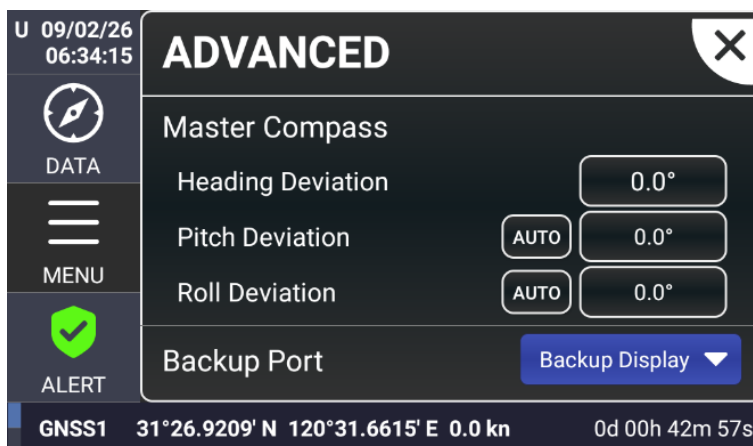 U 09/02/26
06:34:15
ADVANCED
DATA
Master Compass
Heading Deviation 0.0°
Pitch Deviation AUTO 0.0°
MENU
Roll Deviation AUTO 0.0°
Backup Port Backup Display
ALERT
GNSS1 31°26.9209' N 120°31.6615' E 0.0 kn 0d 00h 42m 57s